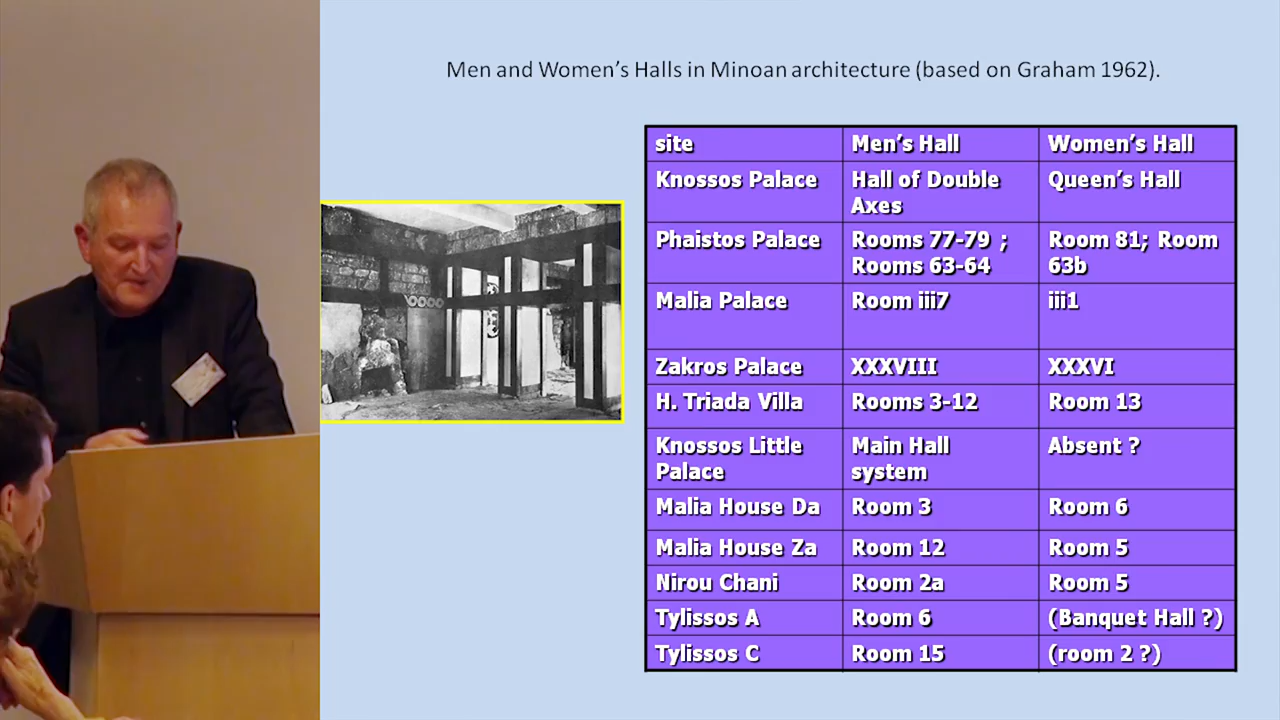 Men and Women's Halls in Minoan architecture (based on Graham 1962).
site Men's Hall Women's Hall
Knossos Palace Hall of Double Axes Queen's Hall
Phaistos Palace Rooms 77-79 ; Rooms 63-64 Room 81; Room 63b
Malia Palace Room iii7 iii1
Zakros Palace XXXVIII XXXVI
H. Triada Villa Rooms 3-12 Room 13
Knossos Little Palace Main Hall system Absent ?
Malia House Da Room 3 Room 6
Malia House Za Room 12 Room 5
Nirou Chani Room 2a Room 5
Tylissos A Room 6 (Banquet Hall ?)
Tylissos C Room 15 (room 2 ?)